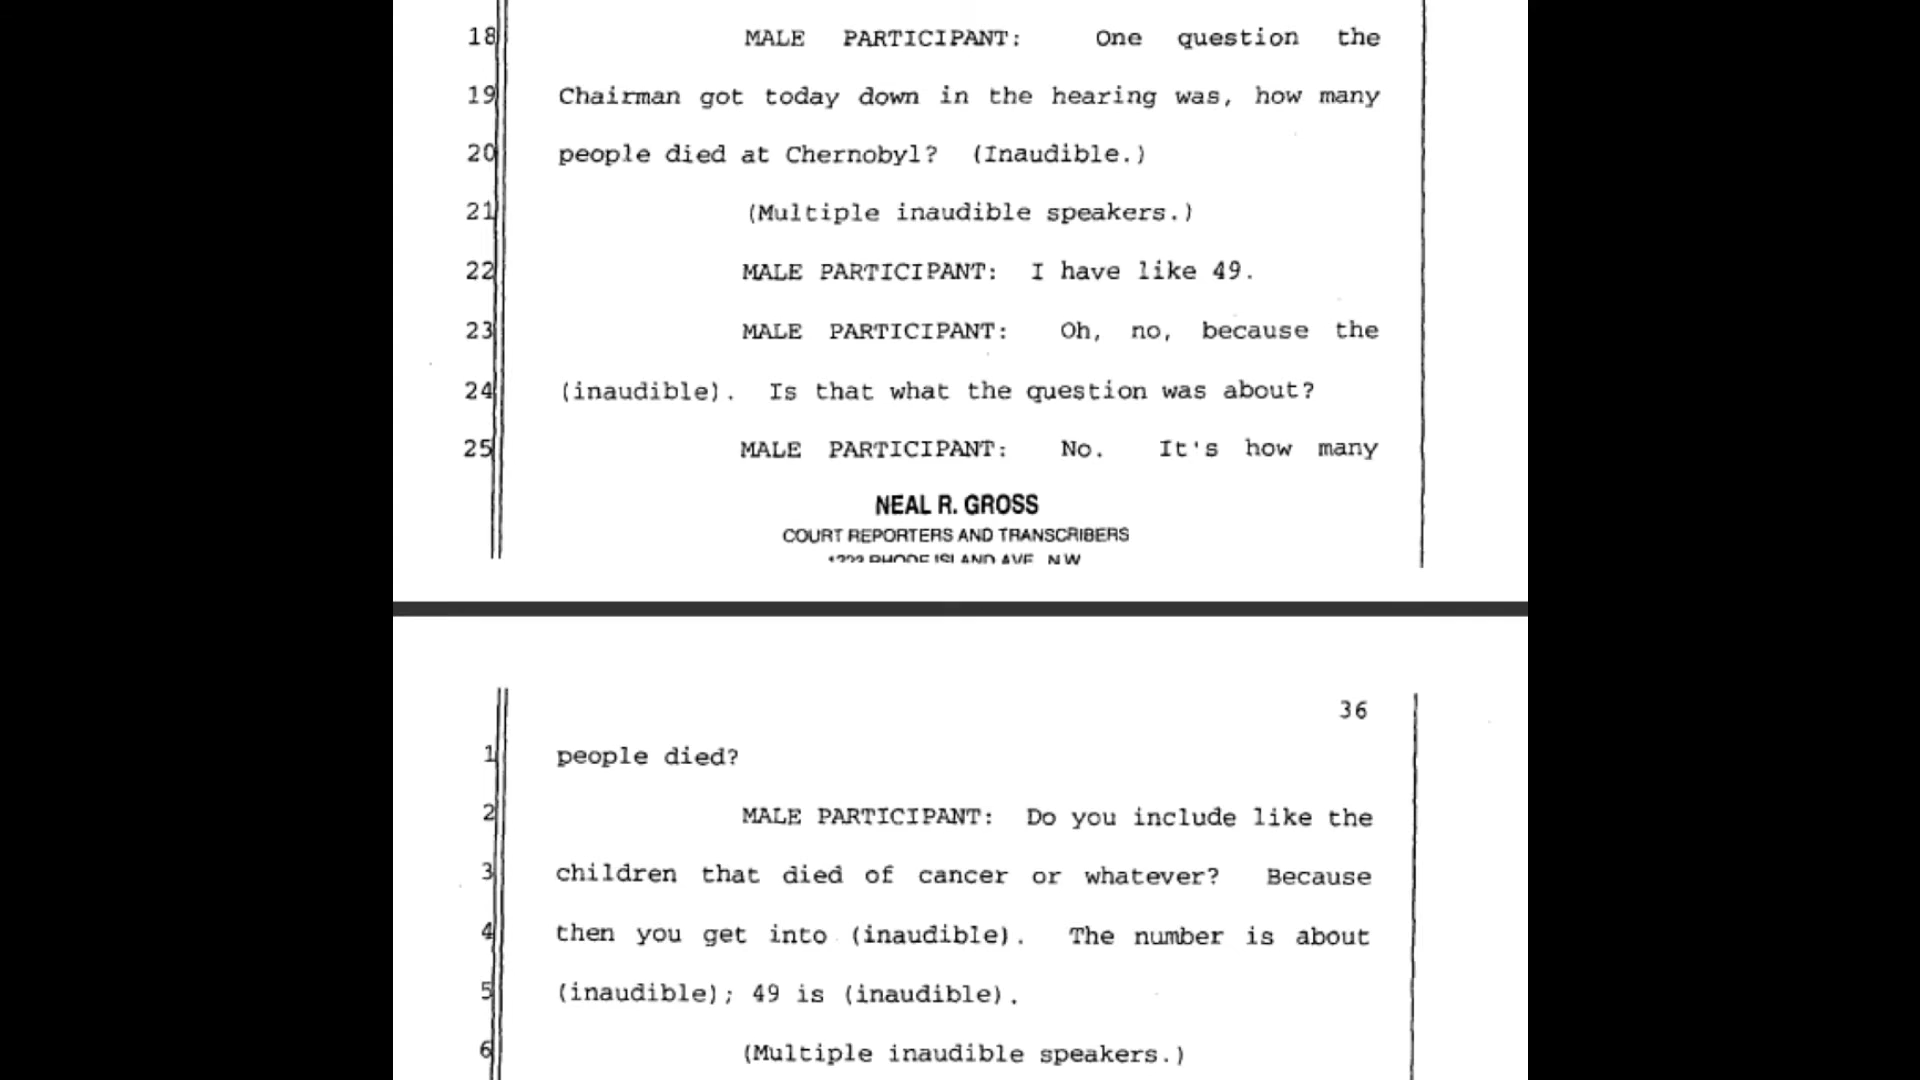 18 MALE PARTICIPANT: One question the
19 Chairman got today down in the hearing was, how many
20 people died at Chernobyl? (Inaudible.)
21 (Multiple inaudible speakers.)
22 MALE PARTICIPANT: I have like 49.
23 MALE PARTICIPANT: Oh, no, because the
24 (inaudible). Is that what the question was about?
25 MALE PARTICIPANT: No. It's how many
NEAL R. GROSS
COURT REPORTERS AND TRANSCRIBERS
RHODE ISLAND AVE N W
36
1 people died?
2 MALE PARTICIPANT: Do you include like the
3 children that died of cancer or whatever? Because
4 then you get into (inaudible). The number is about
5 (inaudible); 49 is (inaudible).
6 (Multiple inaudible speakers.)